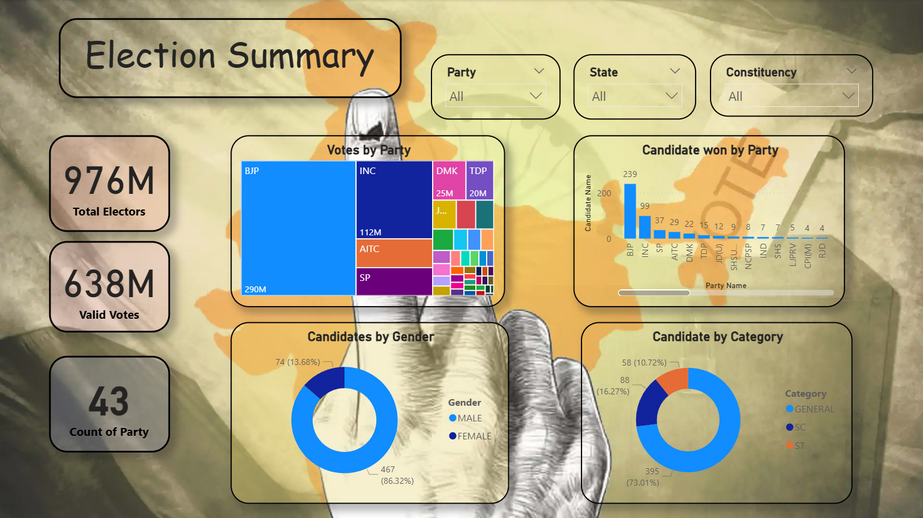 Election Summary
Party
All
State
All
Constituency
All
976M
Total Electors
638M
Valid Votes
43
Count of Party
Votes by Party
BJP
290M
INC
112M
AITC
SP
DMK
25M
TDP
20M
J...
Candidate won by Party
Candidate Name
200
0
239
99
37
29
22
15
12
9
8
7
7
5
4
4
BJP
INC
SP
AITC
DMK
TDP
JD(U)
SHSU...
NCPSP
IND
SHS
LJPRV
CPI(M)
RJD
Party Name
VOTE
Candidates by Gender
74 (13.68%)
467
(86.32%)
Gender
MALE
FEMALE
Candidate by Category
58 (10.72%)
88
(16.27%)
395
(73.01%)
Category
GENERAL
SC
ST